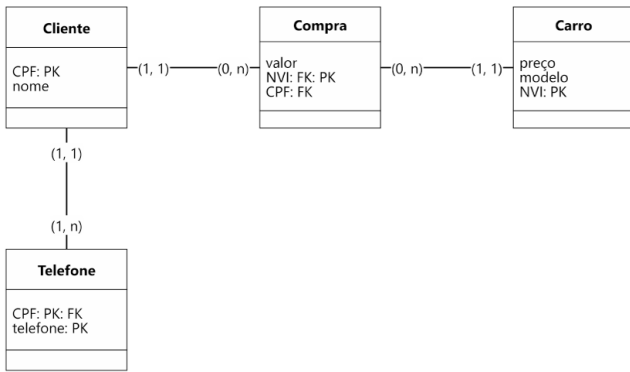 Cliente
CPF: PK
nome
(1, 1)
(0, n)
Compra
valor
NVI: FK: PK
CPF: FK
(0, n)
(1, 1)
Carro
preço
modelo
NVI: PK
(1, 1)
(1, n)
Telefone
CPF: PK: FK
telefone: PK